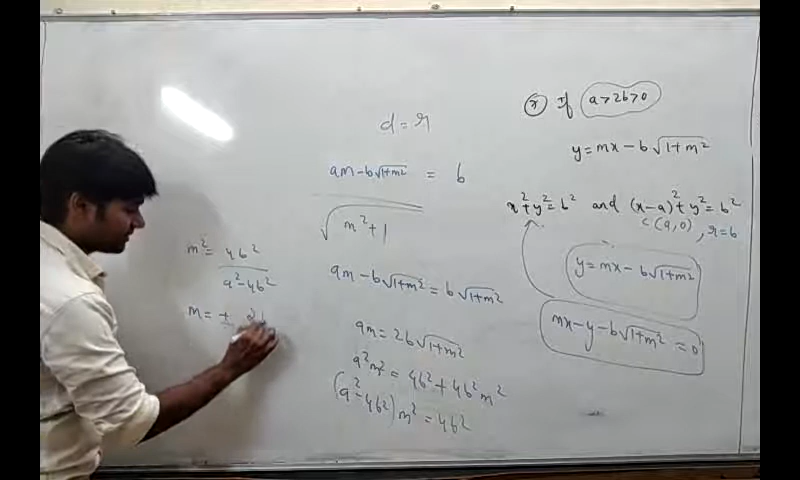 * If a>2b>0
y=mx-b√1+m²
x²+y²=b² and (x-a)²+y²=b²
C(a,0), r=b
y=mx-b√1+m²
mx-y-b√1+m² =0
d=r
am-b√1+m² = b
√m²+1
am-b√1+m² = b√1+m²
am=2b√1+m²
a²m²=4b²+4b²m²
(a²-4b²)m²=4b²
m²= 4b²
a²-4b²
m= ± 2b